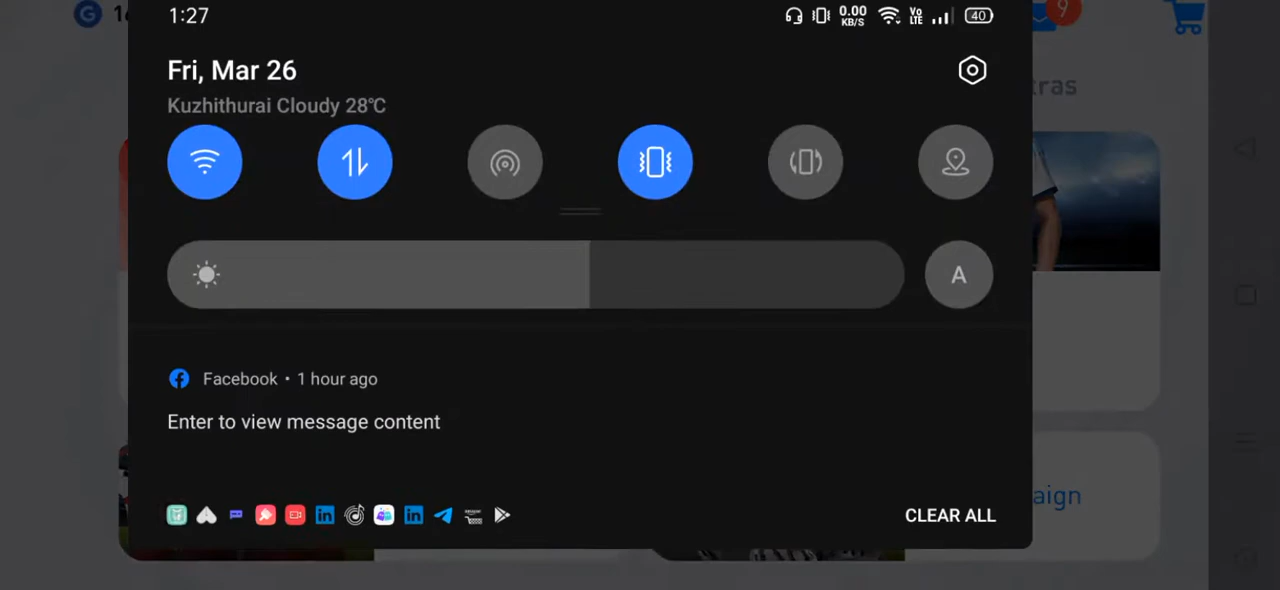 1:27
0.00
KB/S
Vo
LTE
40
9
Fri, Mar 26
Kuzhithurai Cloudy 28℃
A
Facebook • 1 hour ago
Enter to view message content
CLEAR ALL